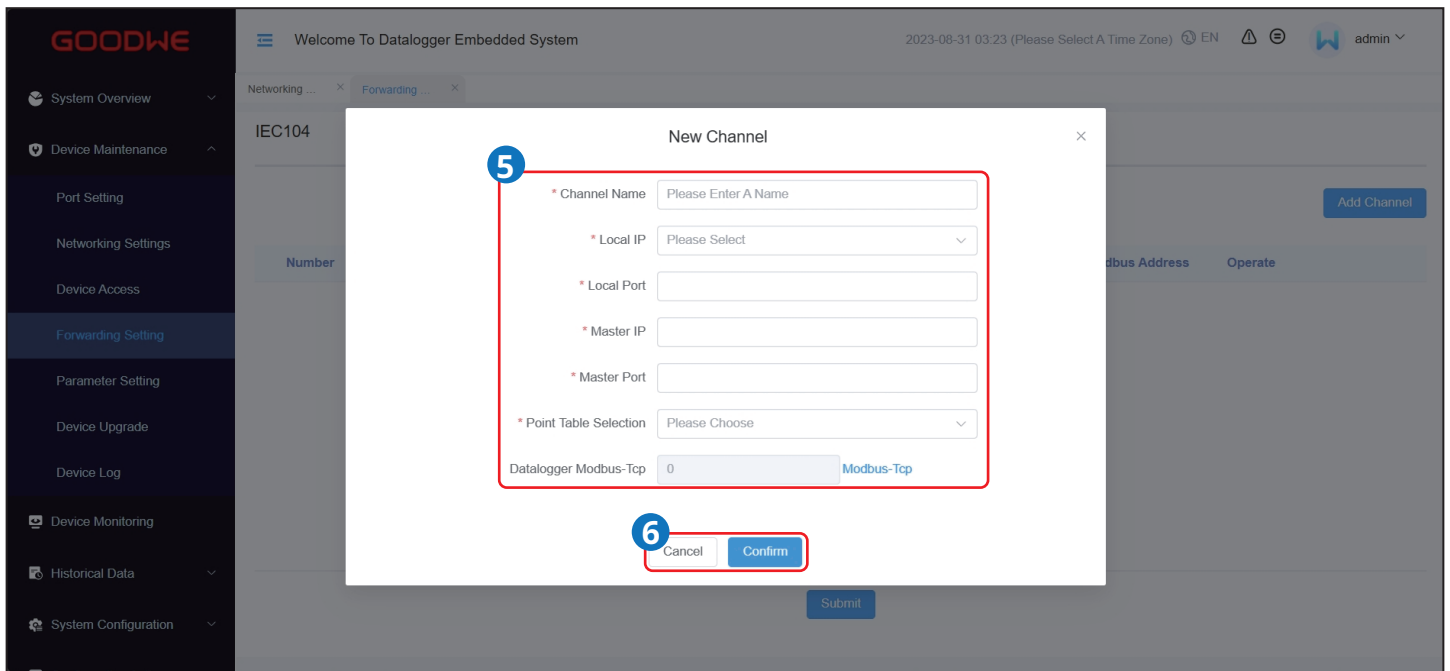 GOODWE
Welcome To Datalogger Embedded System
2023-08-31 03:23 (Please Select A Time Zone) EN
admin
System Overview
Device Maintenance
Port Setting
Networking Settings
Device Access
Forwarding Setting
Parameter Setting
Device Upgrade
Device Log
Device Monitoring
Historical Data
System Configuration
Networking ...
Forwarding ...
IEC104
Add Channel
Number
dbus Address
Operate
New Channel
5
* Channel Name Please Enter A Name
* Local IP Please Select
* Local Port
* Master IP
* Master Port
* Point Table Selection Please Choose
Datalogger Modbus-Tcp 0 Modbus-Tcp
6
Cancel Confirm
Submit